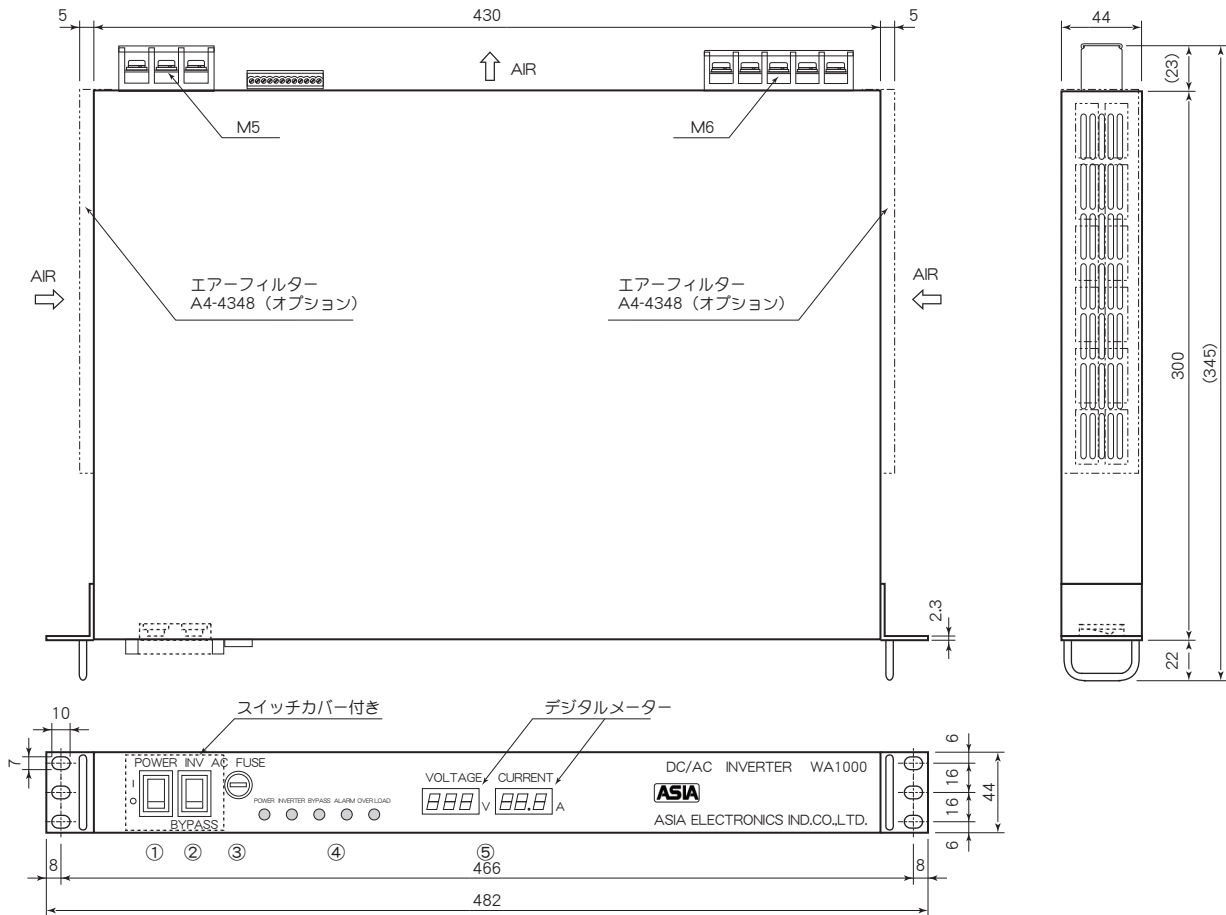 5
430
5
44
AIR
(23)
M5
M6
AIR
エアーフィルター
A4-4348（オプション）
エアーフィルター
A4-4348（オプション）
AIR
300
(345)
2.3
22
10
スイッチカバー付き
デジタルメーター
7
6
POWER INV AC FUSE
I
O
VOLTAGE CURRENT
DC/AC INVERTER WA1000
16
44
POWER INVERTER BYPASS ALARM OVER LOAD
888 V 88.8 A
ASIA
16
BYPASS
ASIA ELECTRONICS IND.CO.,LTD.
6
① ② ③ ④ ⑤
8
466
8
482